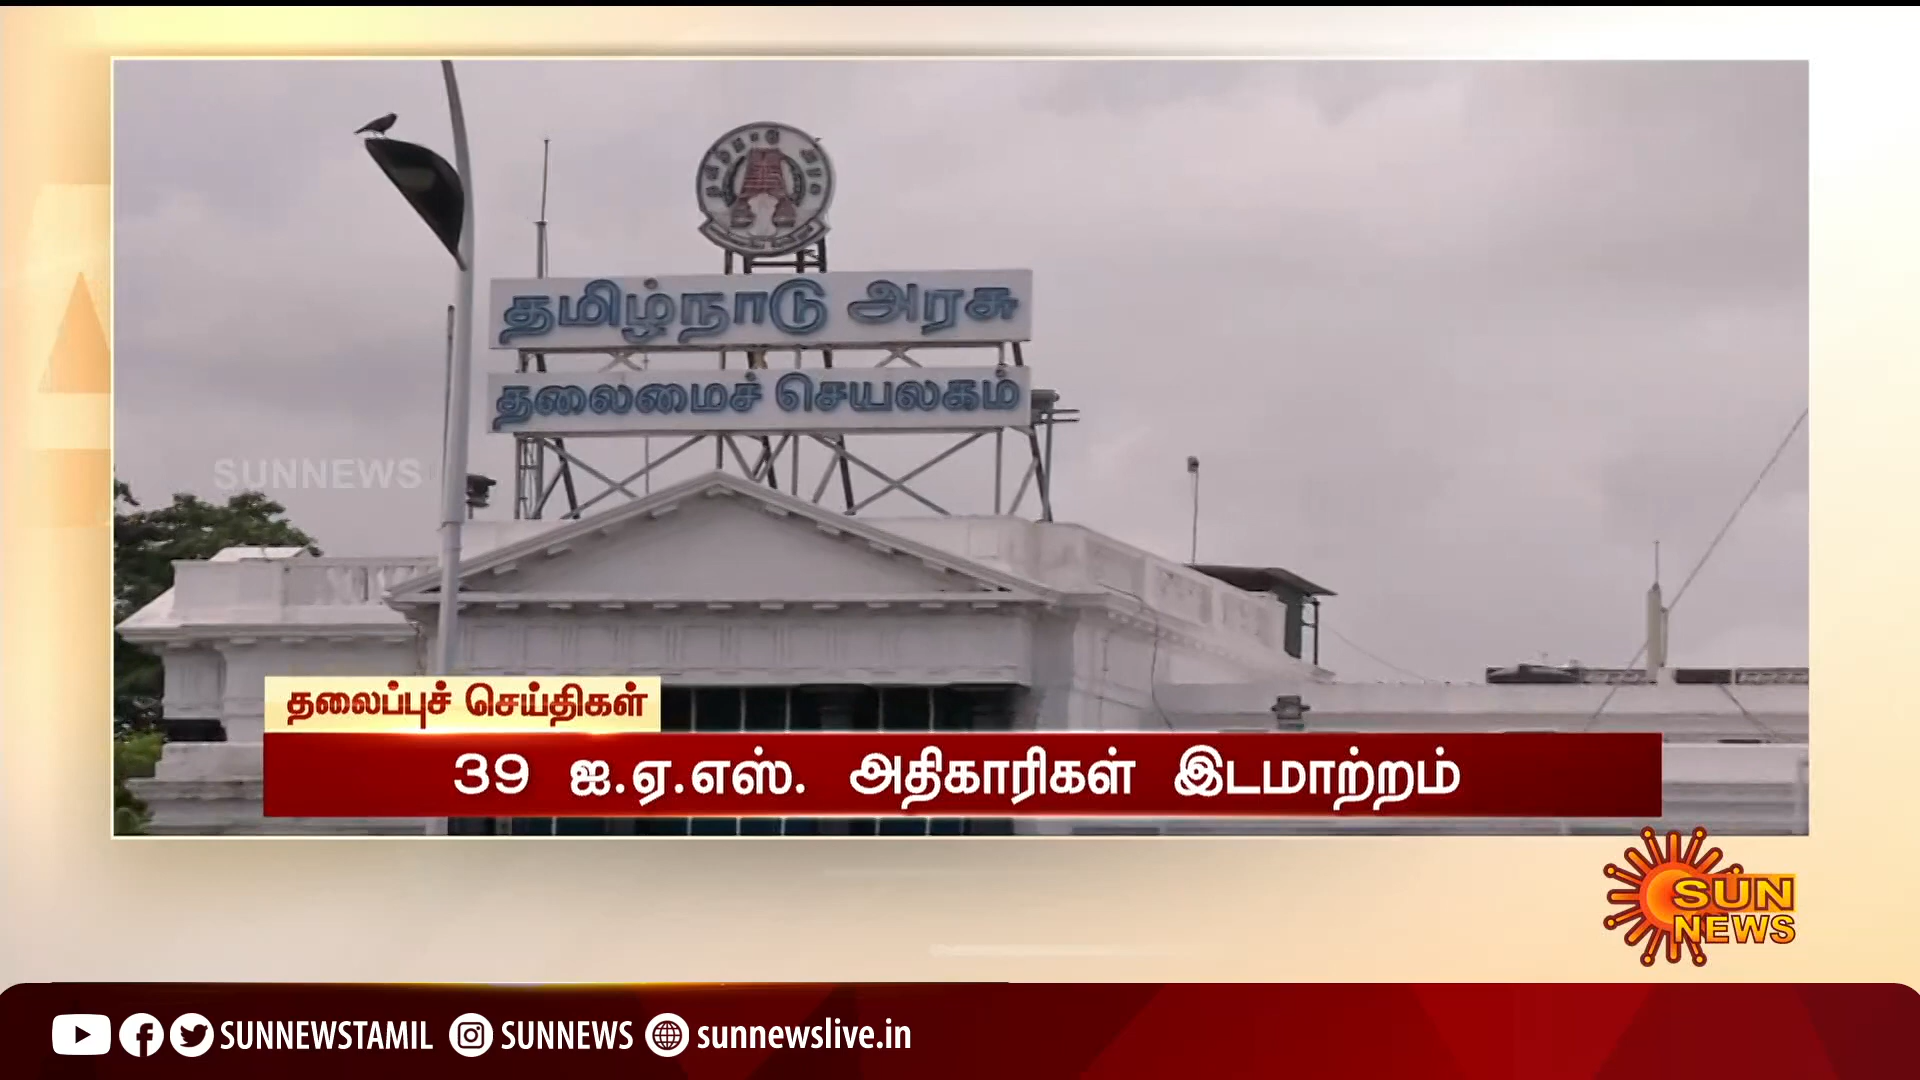 தமிழ்நாடு அரசு
தலைமைச் செயலகம்
SUNNEWS
தலைப்புச் செய்திகள்
39 ஐ.ஏ.எஸ். அதிகாரிகள் இடமாற்றம்
SUN
NEWS
SUNNEWSTAMIL SUNNEWS sunnewslive.in